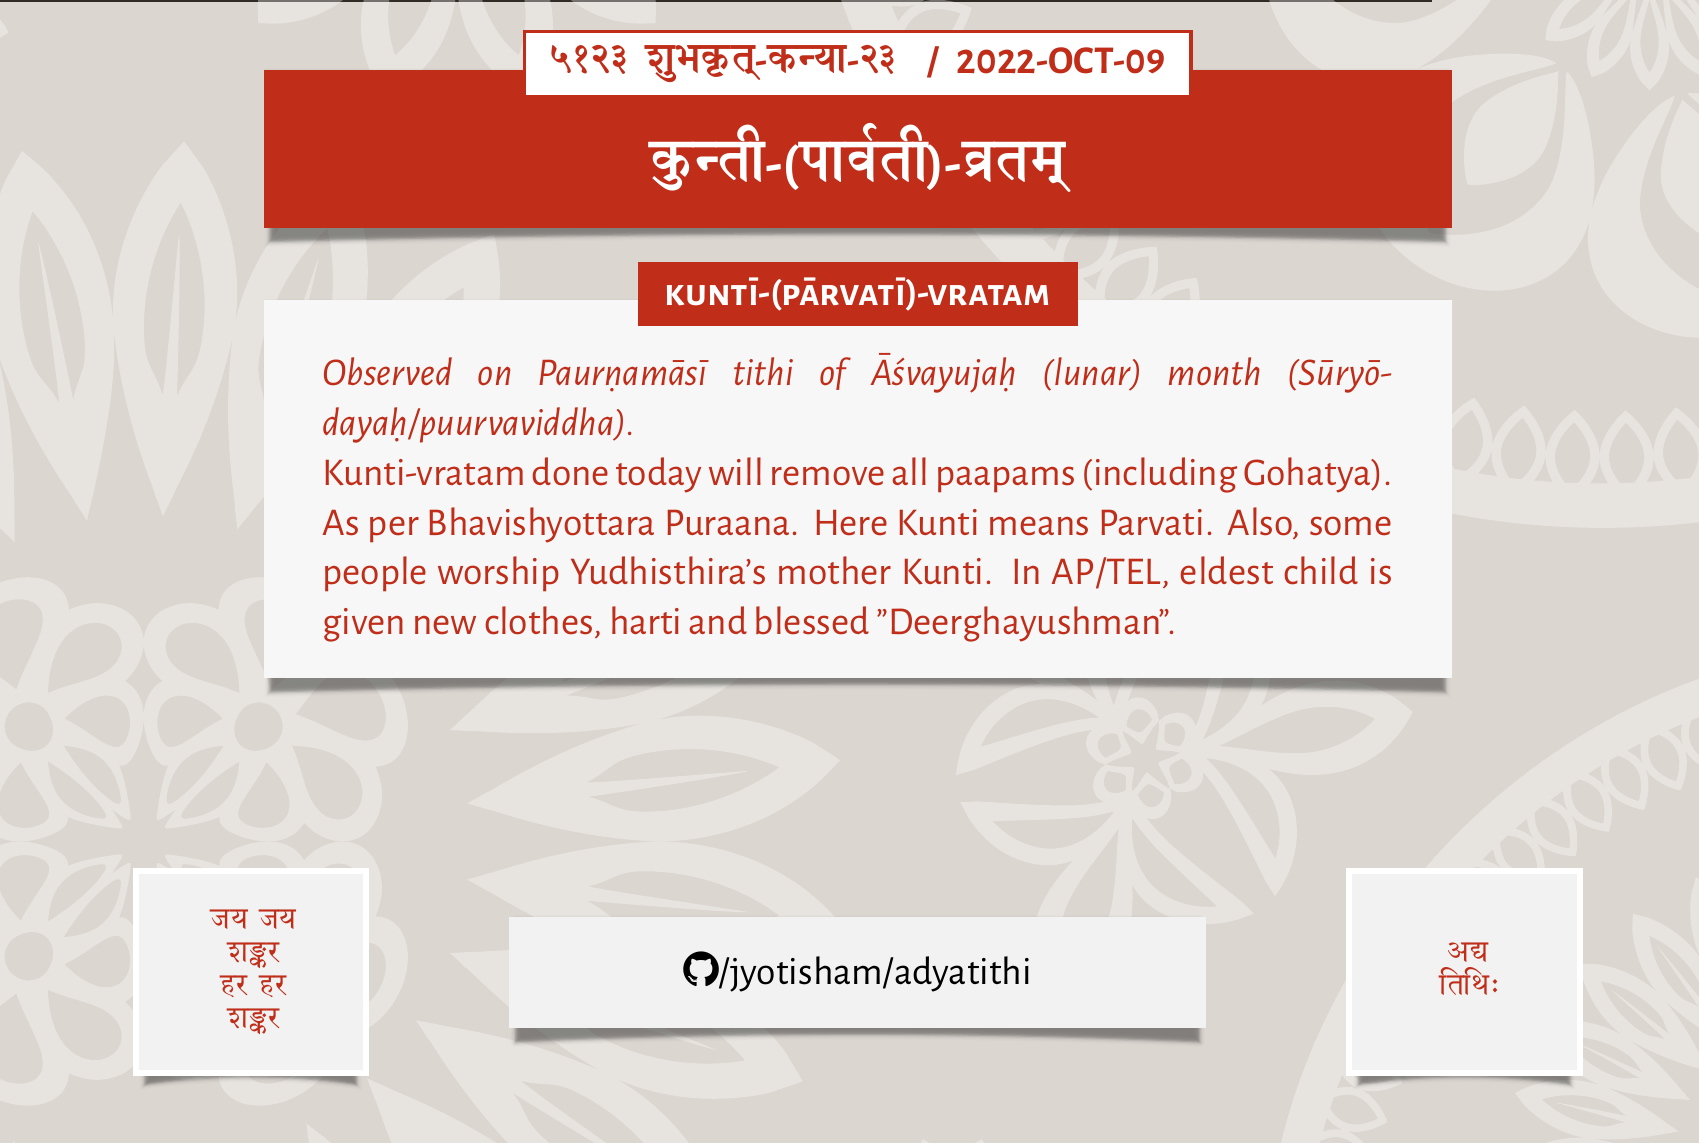 ५१२३ शुभकृत्-कन्या-२३ / 2022-OCT-09
कुन्ती-(पार्वती)-व्रतम्
KUNTĪ-(PĀRVATĪ)-VRATAM
Observed on Paurṇamāsī tithi of Āśvayujaḥ (lunar) month (Sūryō-
dayaḥ/puurvaviddha).
Kunti-vratam done today will remove all paapams (including Gohatya).
As per Bhavishyottara Puraana. Here Kunti means Parvati. Also, some
people worship Yudhisthira’s mother Kunti. In AP/TEL, eldest child is
given new clothes, harti and blessed ”Deerghayushman”.
जय जय
शङ्कर
हर हर
शङ्कर
/jyotisham/adyatithi
अद्य
तिथिः